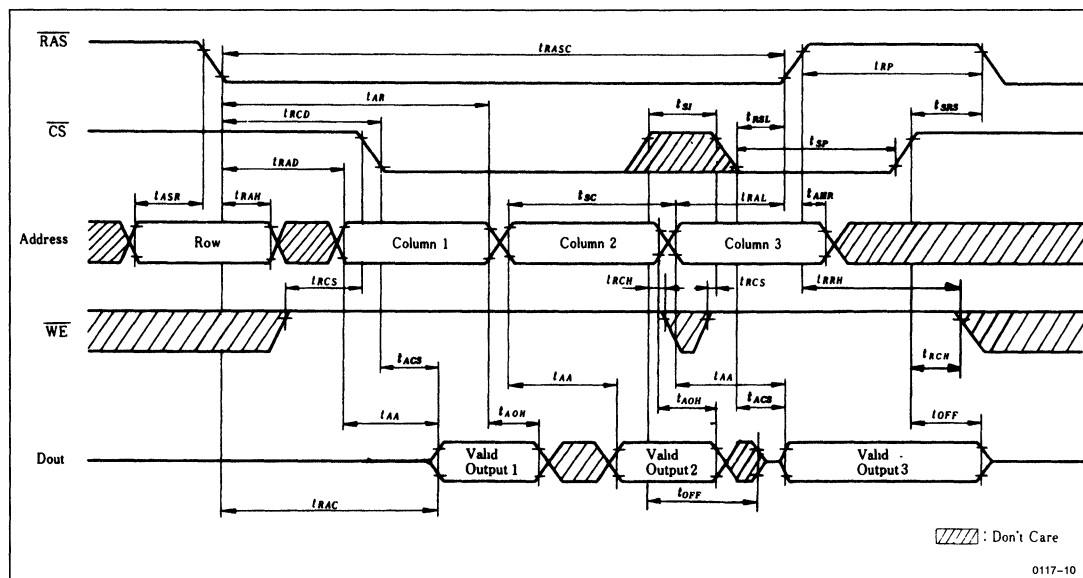 RAS
tRASC
tRP
tAR
tSI
tRSL
tSRS
CS
tRCD
tSP
tRAD
tASR
tRAH
tSC
tRAL
tAHR
Address
Row
Column 1
Column 2
Column 3
tRCS
tRCH
tRCS
tRRH
WE
tACS
tAA
tAA
tRCH
tAA
tAOH
tAOH
tACS
tOFF
Dout
Valid
Output 1
Valid
Output 2
Valid
Output 3
tRAC
tOFF
: Don't Care
0117-10